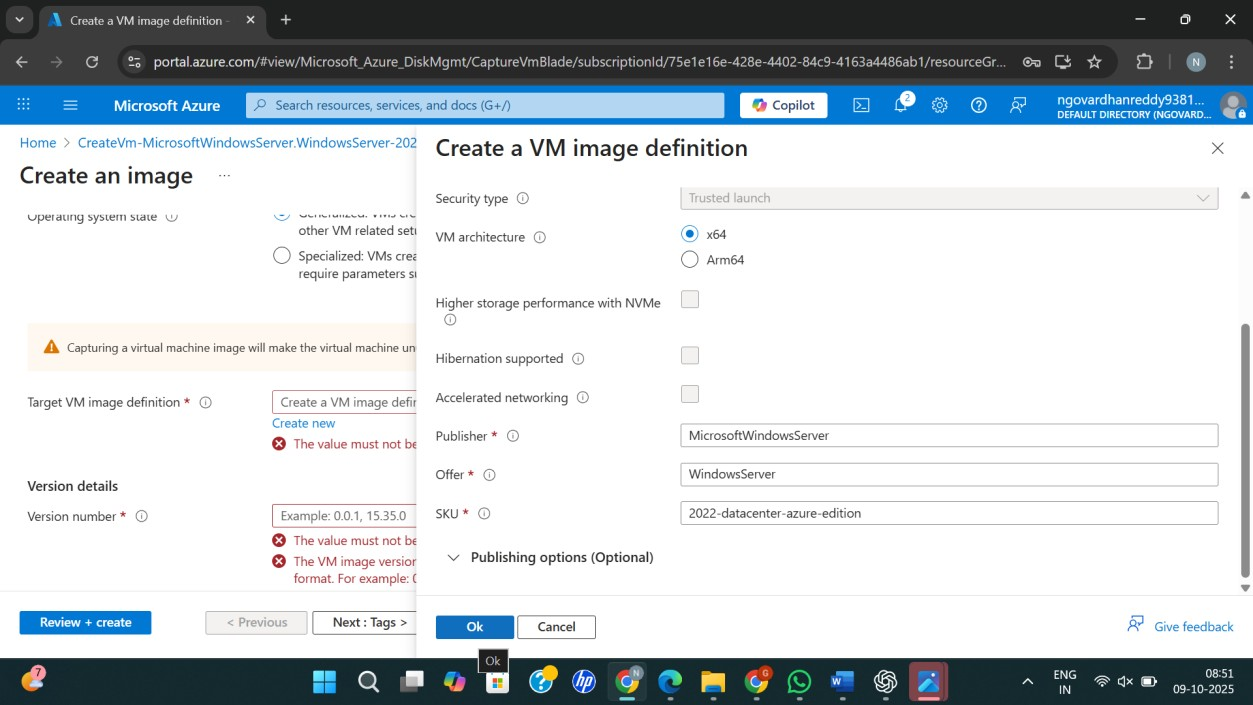 Create a VM image definition -
portal.azure.com/#view/Microsoft_Azure_DiskMgmt/CaptureVmBlade/subscriptionId/75e1e16e-428e-4402-84c9-4163a4486ab1/resourceGr...
N
Microsoft Azure
Search resources, services, and docs (G+/)
Copilot
2
ngovardhanreddy9381...
DEFAULT DIRECTORY (NGOVARD...
Home > CreateVm-MicrosoftWindowsServer.WindowsServer-202
Create an image
...
Operating system state
other VM related setu
Specialized: VMs crea
require parameters su
Capturing a virtual machine image will make the virtual machine un
Target VM image definition *
Create a VM image defin
Create new
The value must not be
Version details
Version number *
Example: 0.0.1, 15.35.0
The value must not be
The VM image version
format. For example: 0
Review + create
< Previous
Next : Tags >
Create a VM image definition
Security type
Trusted launch
VM architecture
x64
Arm64
Higher storage performance with NVMe
Hibernation supported
Accelerated networking
Publisher *
MicrosoftWindowsServer
Offer *
WindowsServer
SKU *
2022-datacenter-azure-edition
Publishing options (Optional)
Ok
Cancel
Give feedback
Ok
7
ENG
IN
08:51
09-10-2025